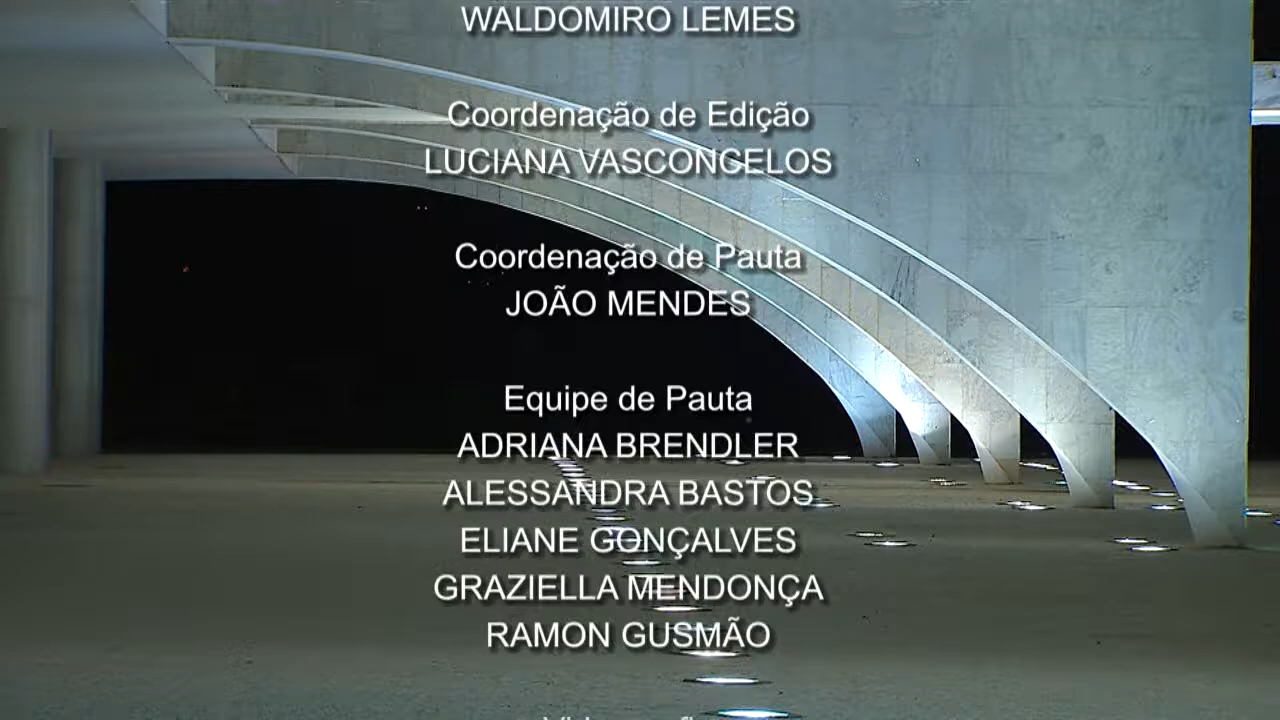 WALDOMIRO LEMES
Coordenação de Edição
LUCIANA VASCONCELOS
Coordenação de Pauta
JOÃO MENDES
Equipe de Pauta
ADRIANA BRENDLER
ALESSANDRA BASTOS
ELIANE GONÇALVES
GRAZIELLA MENDONÇA
RAMON GUSMÃO